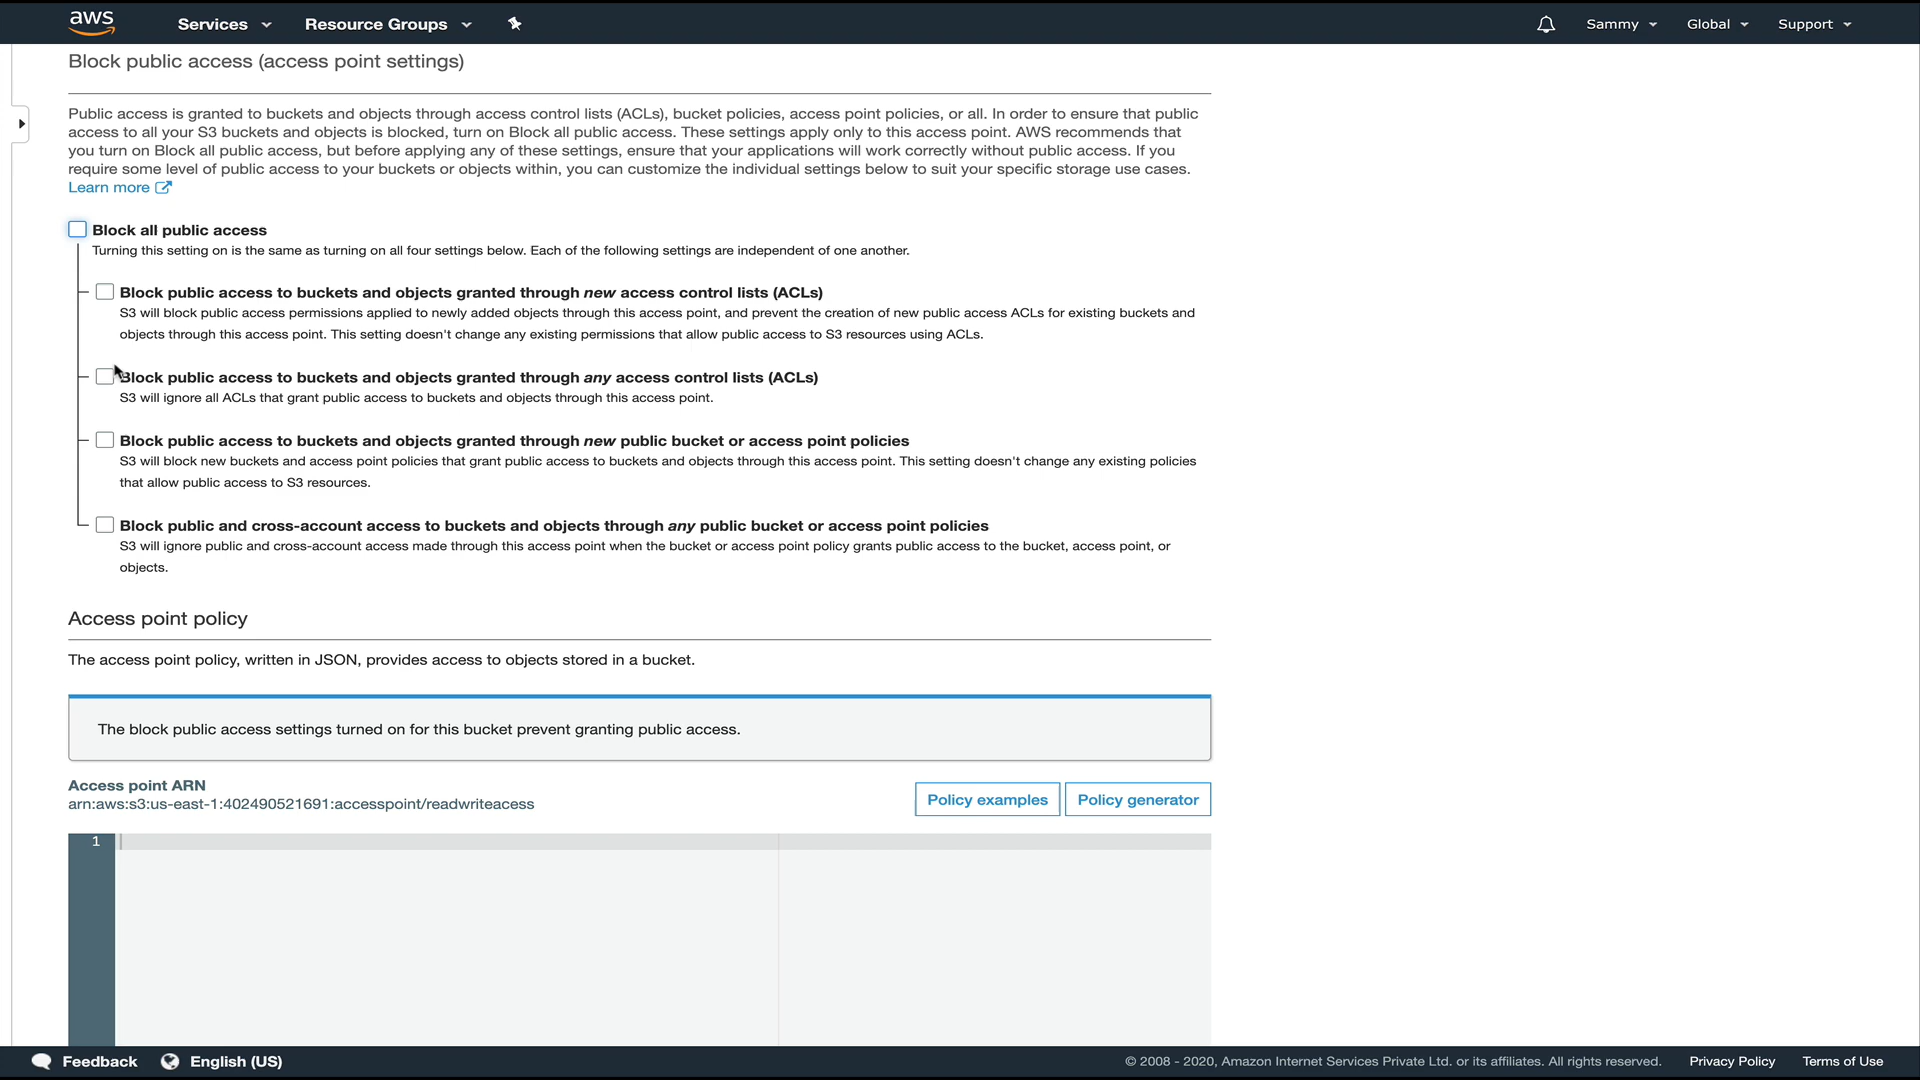 aws Services Resource Groups Sammy Global Support
Block public access (access point settings)
Public access is granted to buckets and objects through access control lists (ACLs), bucket policies, access point policies, or all. In order to ensure that public
access to all your S3 buckets and objects is blocked, turn on Block all public access. These settings apply only to this access point. AWS recommends that
you turn on Block all public access, but before applying any of these settings, ensure that your applications will work correctly without public access. If you
require some level of public access to your buckets or objects within, you can customize the individual settings below to suit your specific storage use cases.
Learn more
Block all public access
Turning this setting on is the same as turning on all four settings below. Each of the following settings are independent of one another.
Block public access to buckets and objects granted through new access control lists (ACLs)
S3 will block public access permissions applied to newly added objects through this access point, and prevent the creation of new public access ACLs for existing buckets and
objects through this access point. This setting doesn't change any existing permissions that allow public access to S3 resources using ACLs.
Block public access to buckets and objects granted through any access control lists (ACLs)
S3 will ignore all ACLs that grant public access to buckets and objects through this access point.
Block public access to buckets and objects granted through new public bucket or access point policies
S3 will block new buckets and access point policies that grant public access to buckets and objects through this access point. This setting doesn't change any existing policies
that allow public access to S3 resources.
Block public and cross-account access to buckets and objects through any public bucket or access point policies
S3 will ignore public and cross-account access made through this access point when the bucket or access point policy grants public access to the bucket, access point, or
objects.
Access point policy
The access point policy, written in JSON, provides access to objects stored in a bucket.
The block public access settings turned on for this bucket prevent granting public access.
Access point ARN
arn:aws:s3:us-east-1:402490521691:accesspoint/readwriteacess
Policy examples Policy generator
1
Feedback English (US) © 2008 - 2020, Amazon Internet Services Private Ltd. or its affiliates. All rights reserved. Privacy Policy Terms of Use